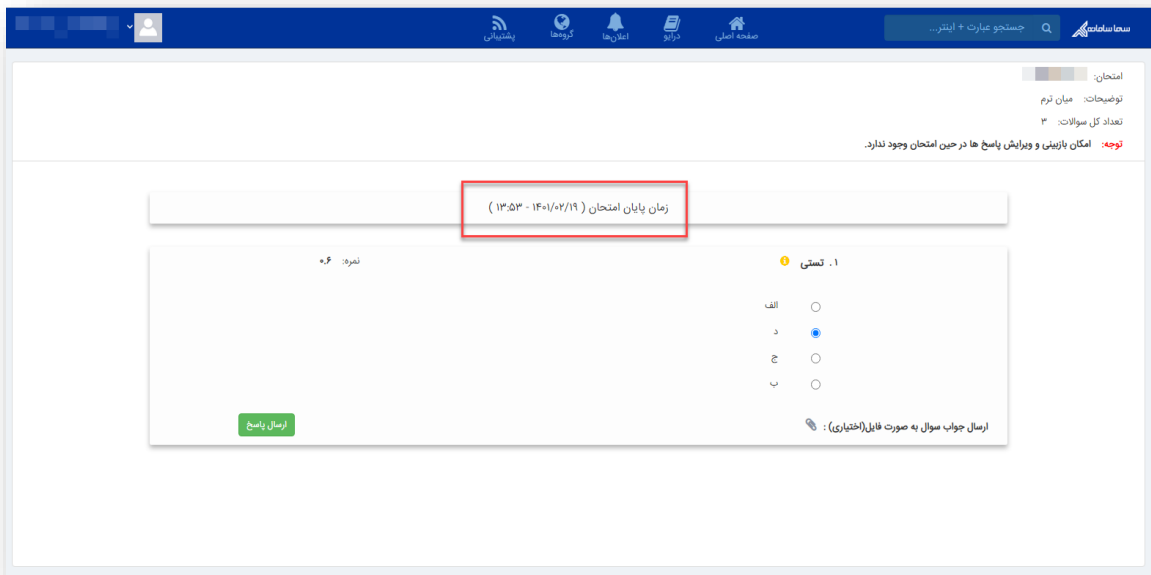 سما سامانه
جستجو عبارت + اینتر...
صفحه اصلی
درایو
اعلان‌ها
گروه‌ها
پشتیبانی
امتحان:
توضیحات: میان ترم
تعداد کل سوالات: ۳
توجه: امکان بازبینی و ویرایش پاسخ ها در حین امتحان وجود ندارد.
زمان پایان امتحان ( ۱۴۰۱/۰۲/۱۹ - ۱۳:۵۳ )
۱ . تستی نمره: ۰.۶
الف
د
ج
ب
ارسال جواب سوال به صورت فایل(اختیاری) :
ارسال پاسخ